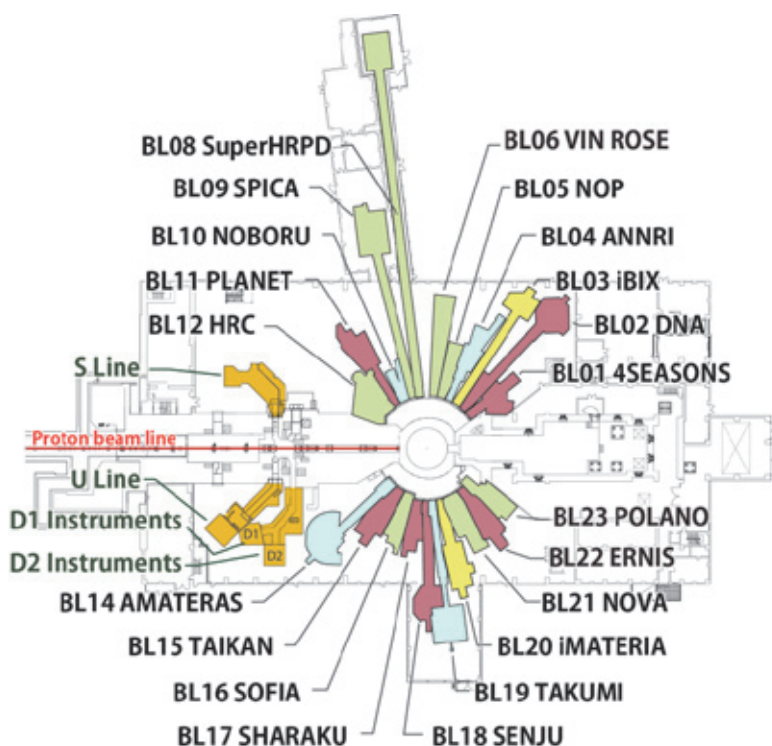 BL08 SuperHRPD
BL09 SPICA
BL10 NOBORU
BL11 PLANET
BL12 HRC
S Line
Proton beam line
U Line
D1 Instruments
D2 Instruments
D1
D2
BL06 VIN ROSE
BL05 NOP
BL04 ANNRI
BL03 iBIX
BL02 DNA
BL01 4SEASONS
BL23 POLANO
BL22 ERNIS
BL21 NOVA
BL20 iMATERIA
BL19 TAKUMI
BL18 SENJU
BL14 AMATERAS
BL15 TAIKAN
BL16 SOFIA
BL17 SHARAKU